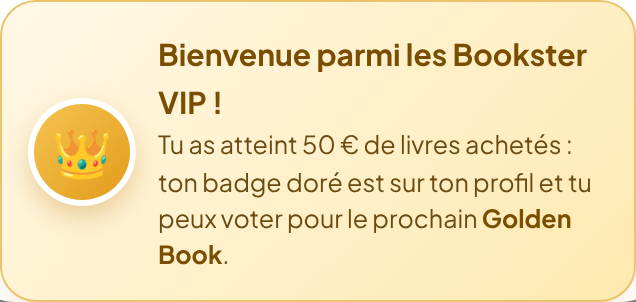 Bienvenue parmi les Bookster
VIP !
Tu as atteint 50 € de livres achetés :
ton badge doré est sur ton profil et tu
peux voter pour le prochain Golden
Book.